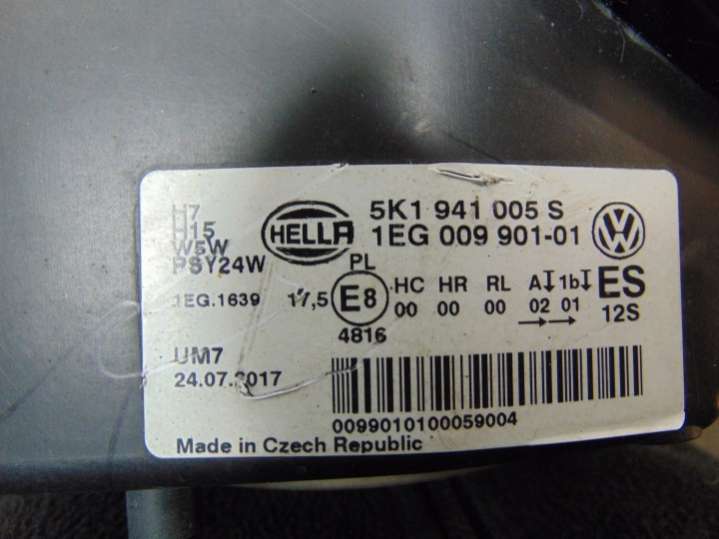 H7
H15
W5W
PSY24W
HELLA
5K1 941 005 S
1EG 009 901-01
VW
1EG.1639
17,5
PL
E8
4816
HC HR RL A 1b
00 00 00 02 01
ES
12S
UM7
24.07.2017
0099010100059004
Made in Czech Republic